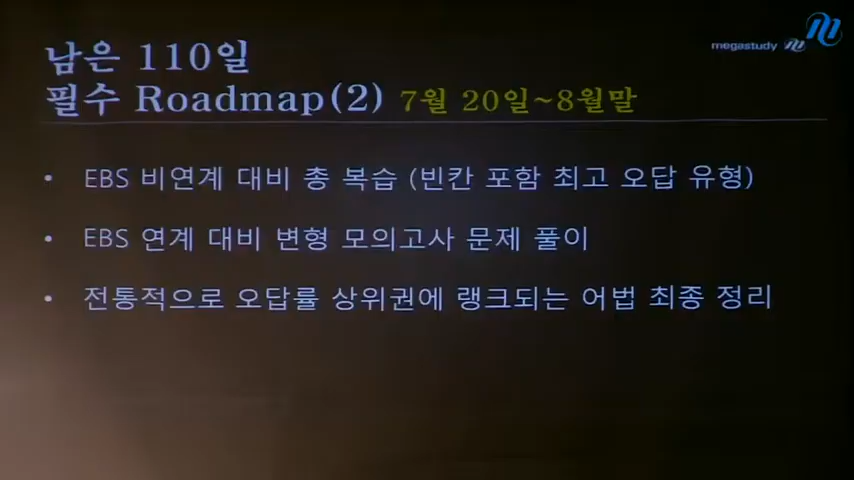 남은 110일
megastudy
필수 Roadmap(2) 7월 20일~8월말
• EBS 비연계 대비 총 복습 (빈칸 포함 최고 오답 유형)
• EBS 연계 대비 변형 모의고사 문제 풀이
• 전통적으로 오답률 상위권에 랭크되는 어법 최종 정리